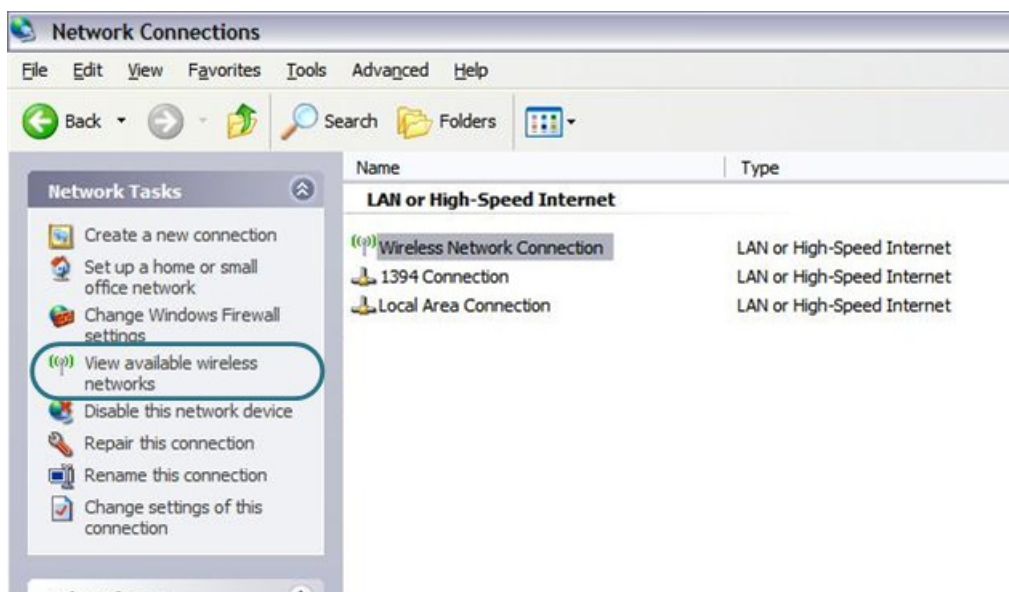 Network Connections
File Edit View Favorites Tools Advanced Help
Back Search Folders
Name Type
Network Tasks
Create a new connection
Set up a home or small
office network
Change Windows Firewall
settings
View available wireless
networks
Disable this network device
Repair this connection
Rename this connection
Change settings of this
connection
LAN or High-Speed Internet
Wireless Network Connection LAN or High-Speed Internet
1394 Connection LAN or High-Speed Internet
Local Area Connection LAN or High-Speed Internet